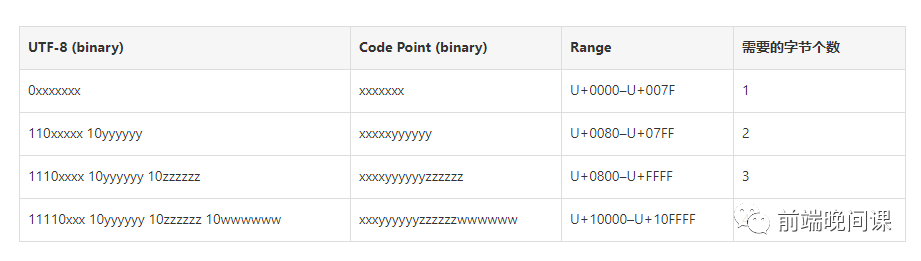 UTF-8 (binary) Code Point (binary) Range 需要的字节个数
0xxxxxxx xxxxxxx U+0000–U+007F 1
110xxxxx 10yyyyyy xxxxxyyyyyy U+0080–U+07FF 2
1110xxxx 10yyyyyy 10zzzzzz xxxxyyyyyyzzzzzz U+0800–U+FFFF 3
11110xxx 10yyyyyy 10zzzzzz 10wwwwww xxxyyyyyyzzzzzzwwwwww U+10000–U+10FFFF
前端晚间课